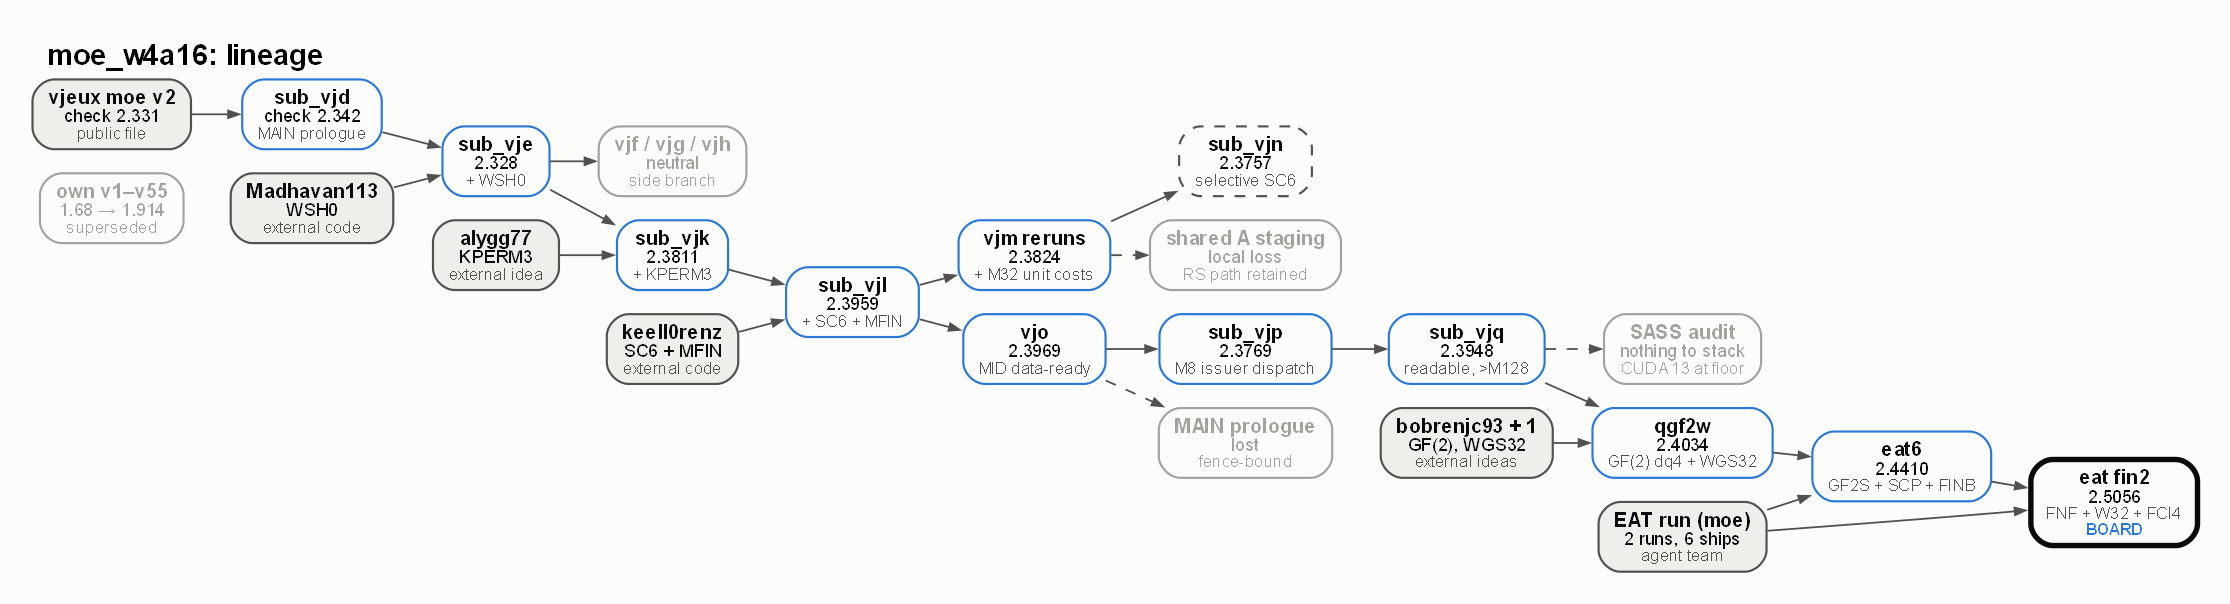 moe_w4a16: lineage
vjeux moe v2
check 2.331
public file
sub_vjd
check 2.342
MAIN prologue
own v1–v55
1.68 → 1.914
superseded
Madhavan113
WSH0
external code
sub_vje
2.328
+ WSH0
vjf / vjg / vjh
neutral
side branch
alygg77
KPERM3
external idea
sub_vjk
2.3811
+ KPERM3
keell0renz
SC6 + MFIN
external code
sub_vjl
2.3959
+ SC6 + MFIN
vjm reruns
2.3824
+ M32 unit costs
sub_vjn
2.3757
selective SC6
shared A staging
local loss
RS path retained
vjo
2.3969
MID data-ready
sub_vjp
2.3769
M8 issuer dispatch
MAIN prologue
lost
fence-bound
sub_vjq
2.3948
readable, >M128
SASS audit
nothing to stack
CUDA 13 at floor
bobrenjc93 + 1
GF(2), WGS32
external ideas
qgf2w
2.4034
GF(2) dq4 + WGS32
EAT run (moe)
2 runs, 6 ships
agent team
eat6
2.4410
GF2S + SCP + FINB
eat fin2
2.5056
FNF + W32 + FCI4
BOARD